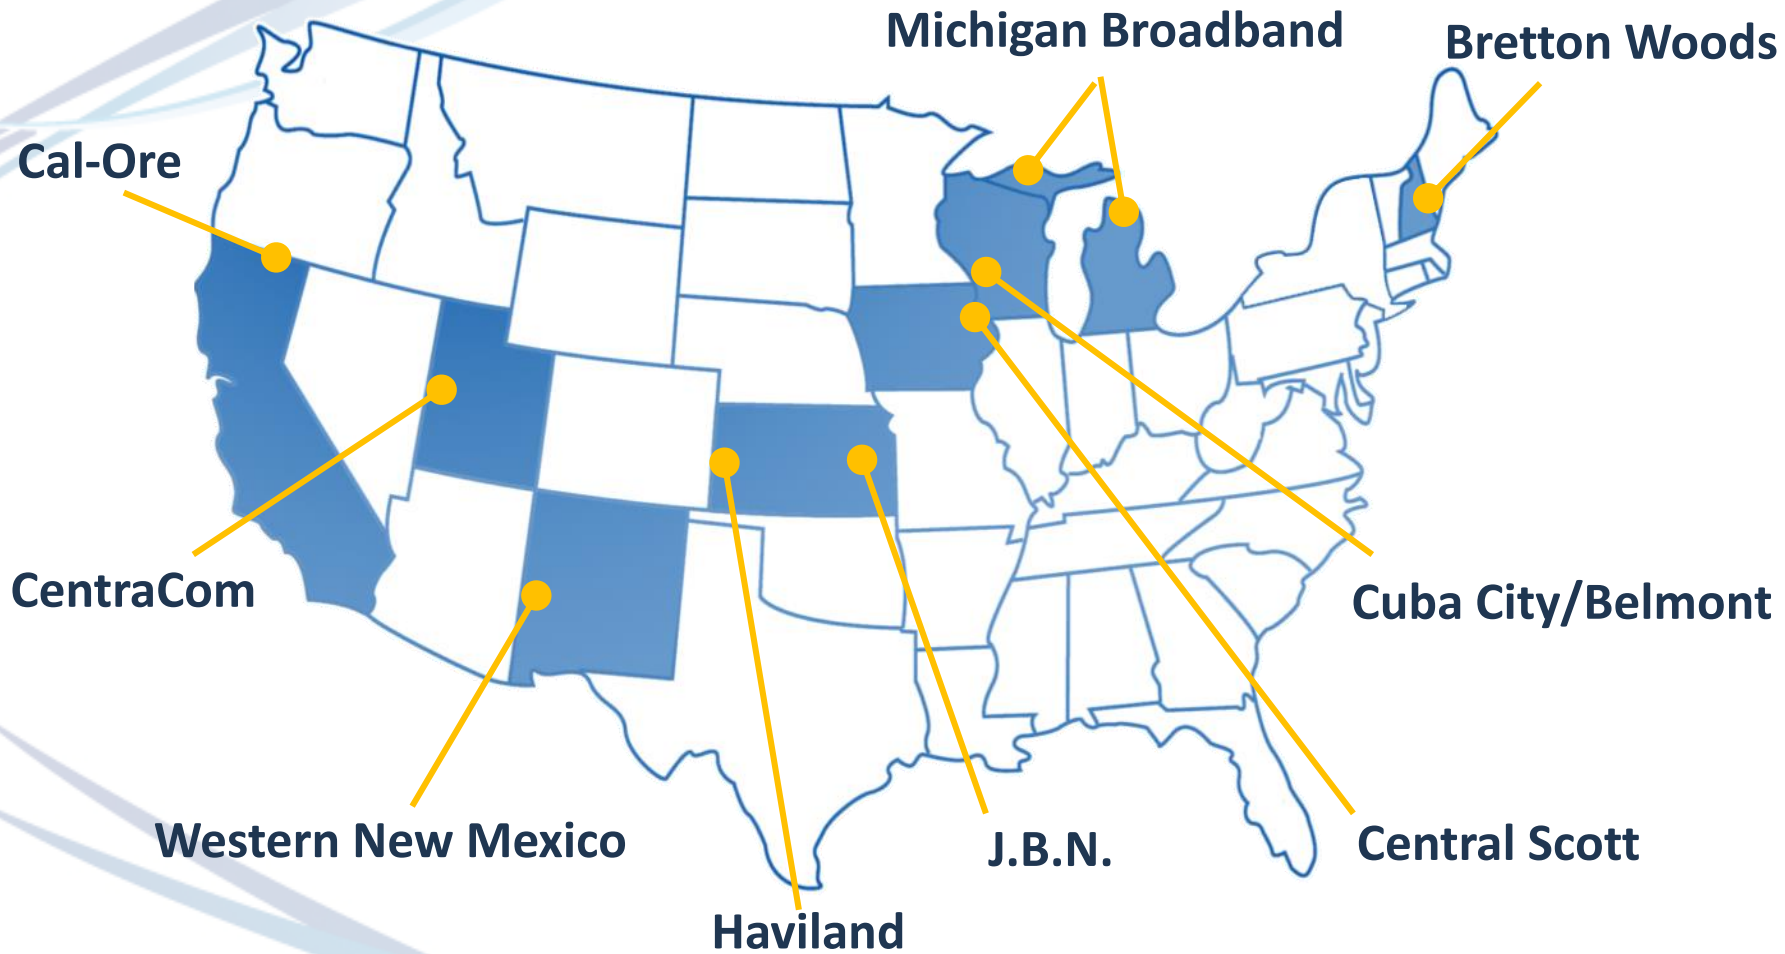 Michigan Broadband
Bretton Woods
Cal-Ore
CentraCom
Cuba City/Belmont
Western New Mexico
J.B.N.
Central Scott
Haviland